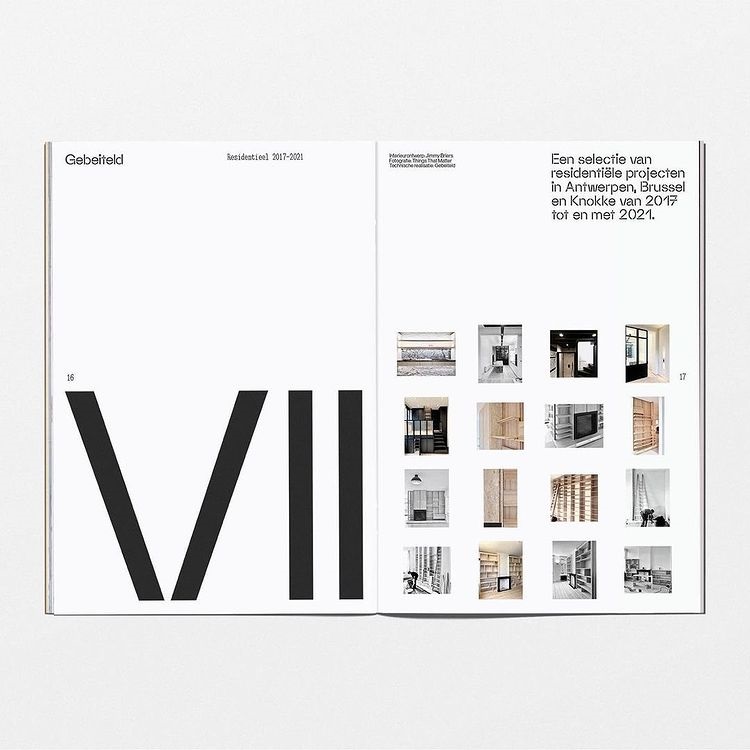 Gebeiteld
Residentieel 2017-2021
16
VII
Interieurontwerp: Jimmy Briers
Fotografie: Things That Matter
Technische realisatie: Gebeiteld
Een selectie van
residentiële projecten
in Antwerpen, Brussel
en Knokke van 2017
tot en met 2021.
17